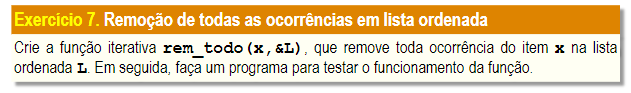 Exercício 7. Remoção de todas as ocorrências em lista ordenada
Crie a função iterativa rem_todo(x,&L), que remove toda ocorrência do item x na lista
ordenada L. Em seguida, faça um programa para testar o funcionamento da função.